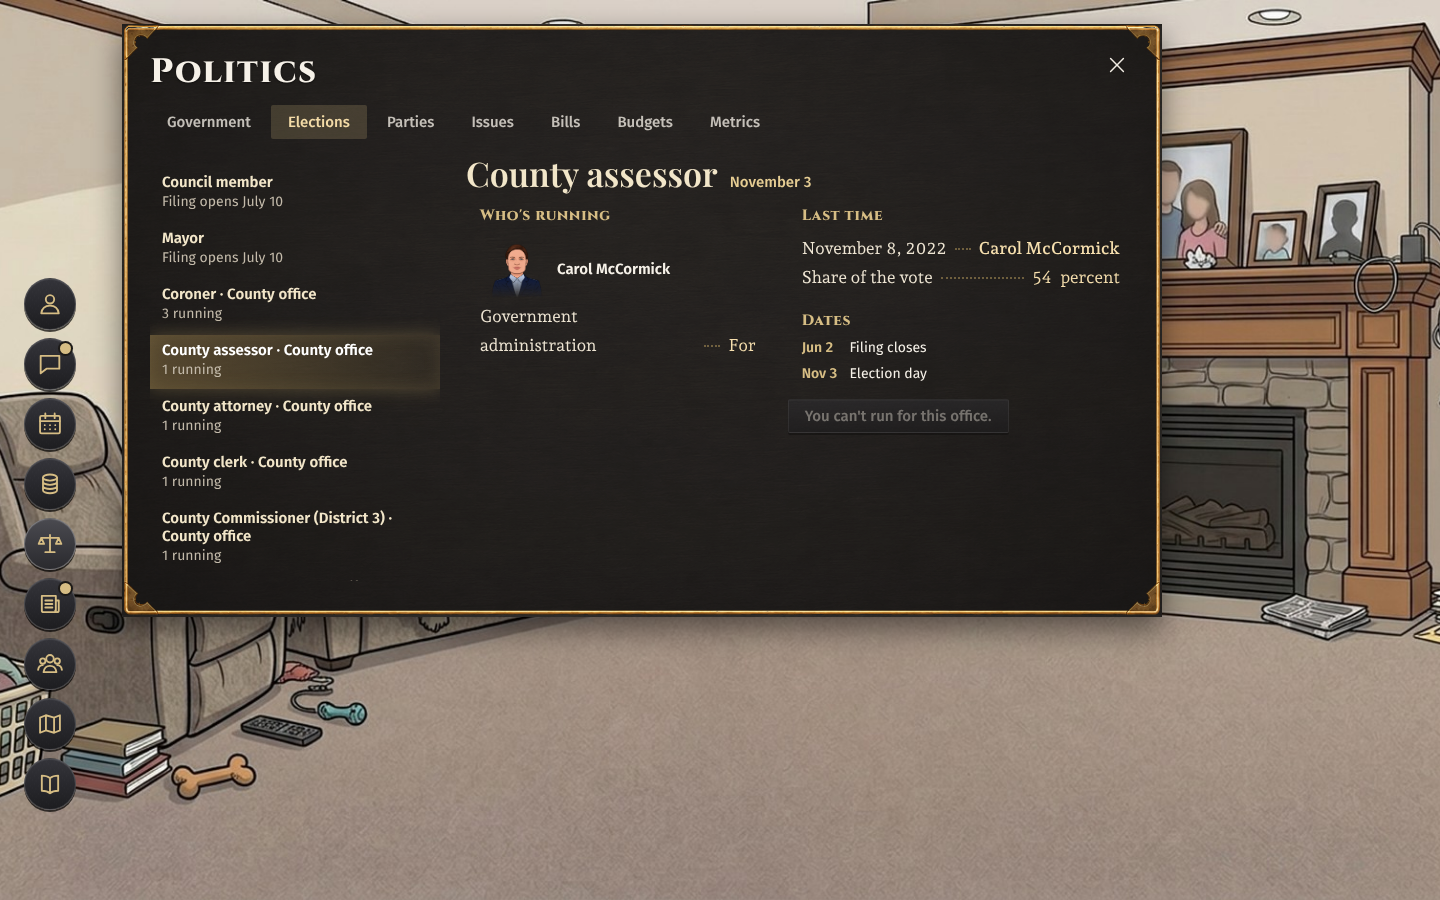 Politics
Government Elections Parties Issues Bills Budgets Metrics
Council member
Filing opens July 10
Mayor
Filing opens July 10
Coroner · County office
3 running
County assessor · County office
1 running
County attorney · County office
1 running
County clerk · County office
1 running
County Commissioner (District 3) ·
County office
1 running
County assessor November 3
Who's running
Carol McCormick
Government
administration For
Last time
November 8, 2022 Carol McCormick
Share of the vote 54 percent
Dates
Jun 2 Filing closes
Nov 3 Election day
You can't run for this office.